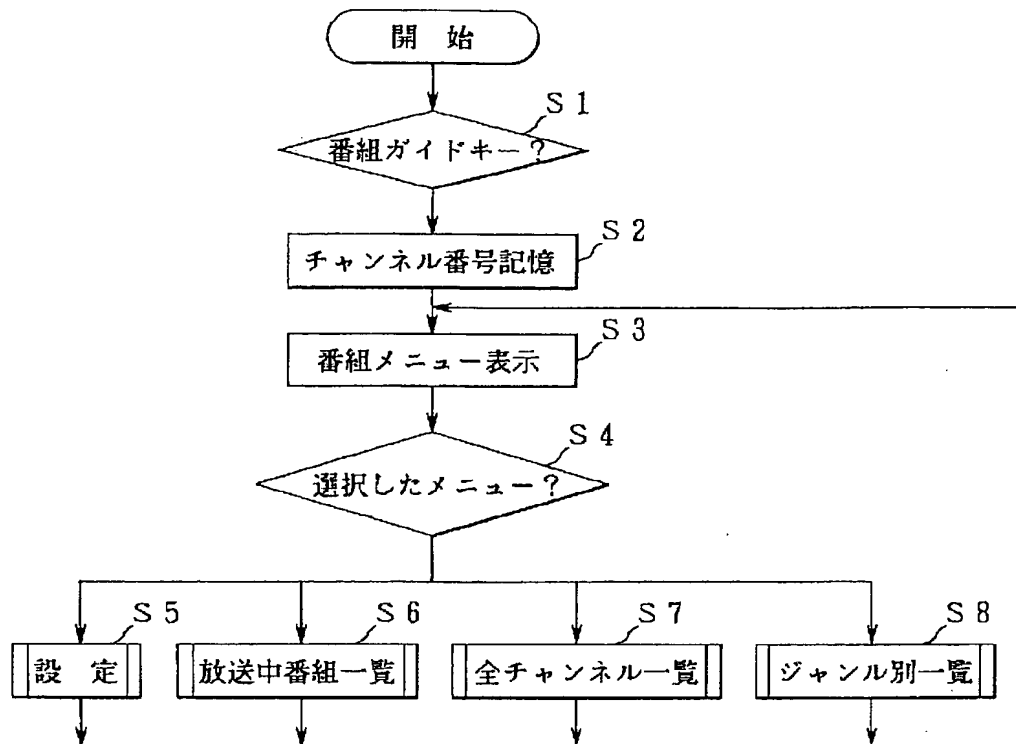 開 始
S1
番組ガイドキー?
S2
チャンネル番号記憶
S3
番組メニュー表示
S4
選択したメニュー?
S5
S6
S7
S8
設 定
放送中番組一覧
全チャンネル一覧
ジャンル別一覧